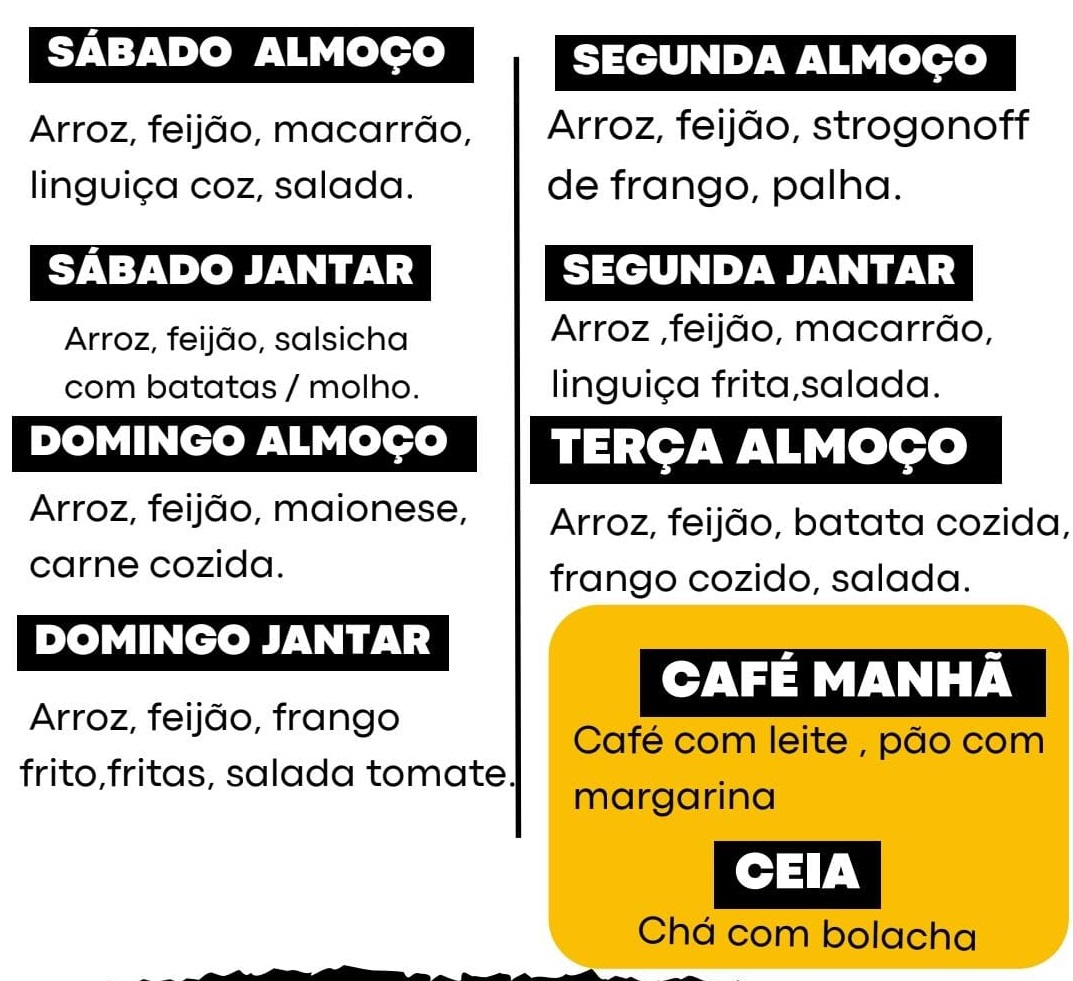 SÁBADO ALMOÇO
Arroz, feijão, macarrão,
linguiça coz, salada.
SÁBADO JANTAR
Arroz, feijão, salsicha
com batatas / molho.
DOMINGO ALMOÇO
Arroz, feijão, maionese,
carne cozida.
DOMINGO JANTAR
Arroz, feijão, frango
frito,fritas, salada tomate.
SEGUNDA ALMOÇO
Arroz, feijão, strogonoff
de frango, palha.
SEGUNDA JANTAR
Arroz ,feijão, macarrão,
linguiça frita,salada.
TERÇA ALMOÇO
Arroz, feijão, batata cozida,
frango cozido, salada.
CAFÉ MANHÃ
Café com leite , pão com
margarina
CEIA
Chá com bolacha